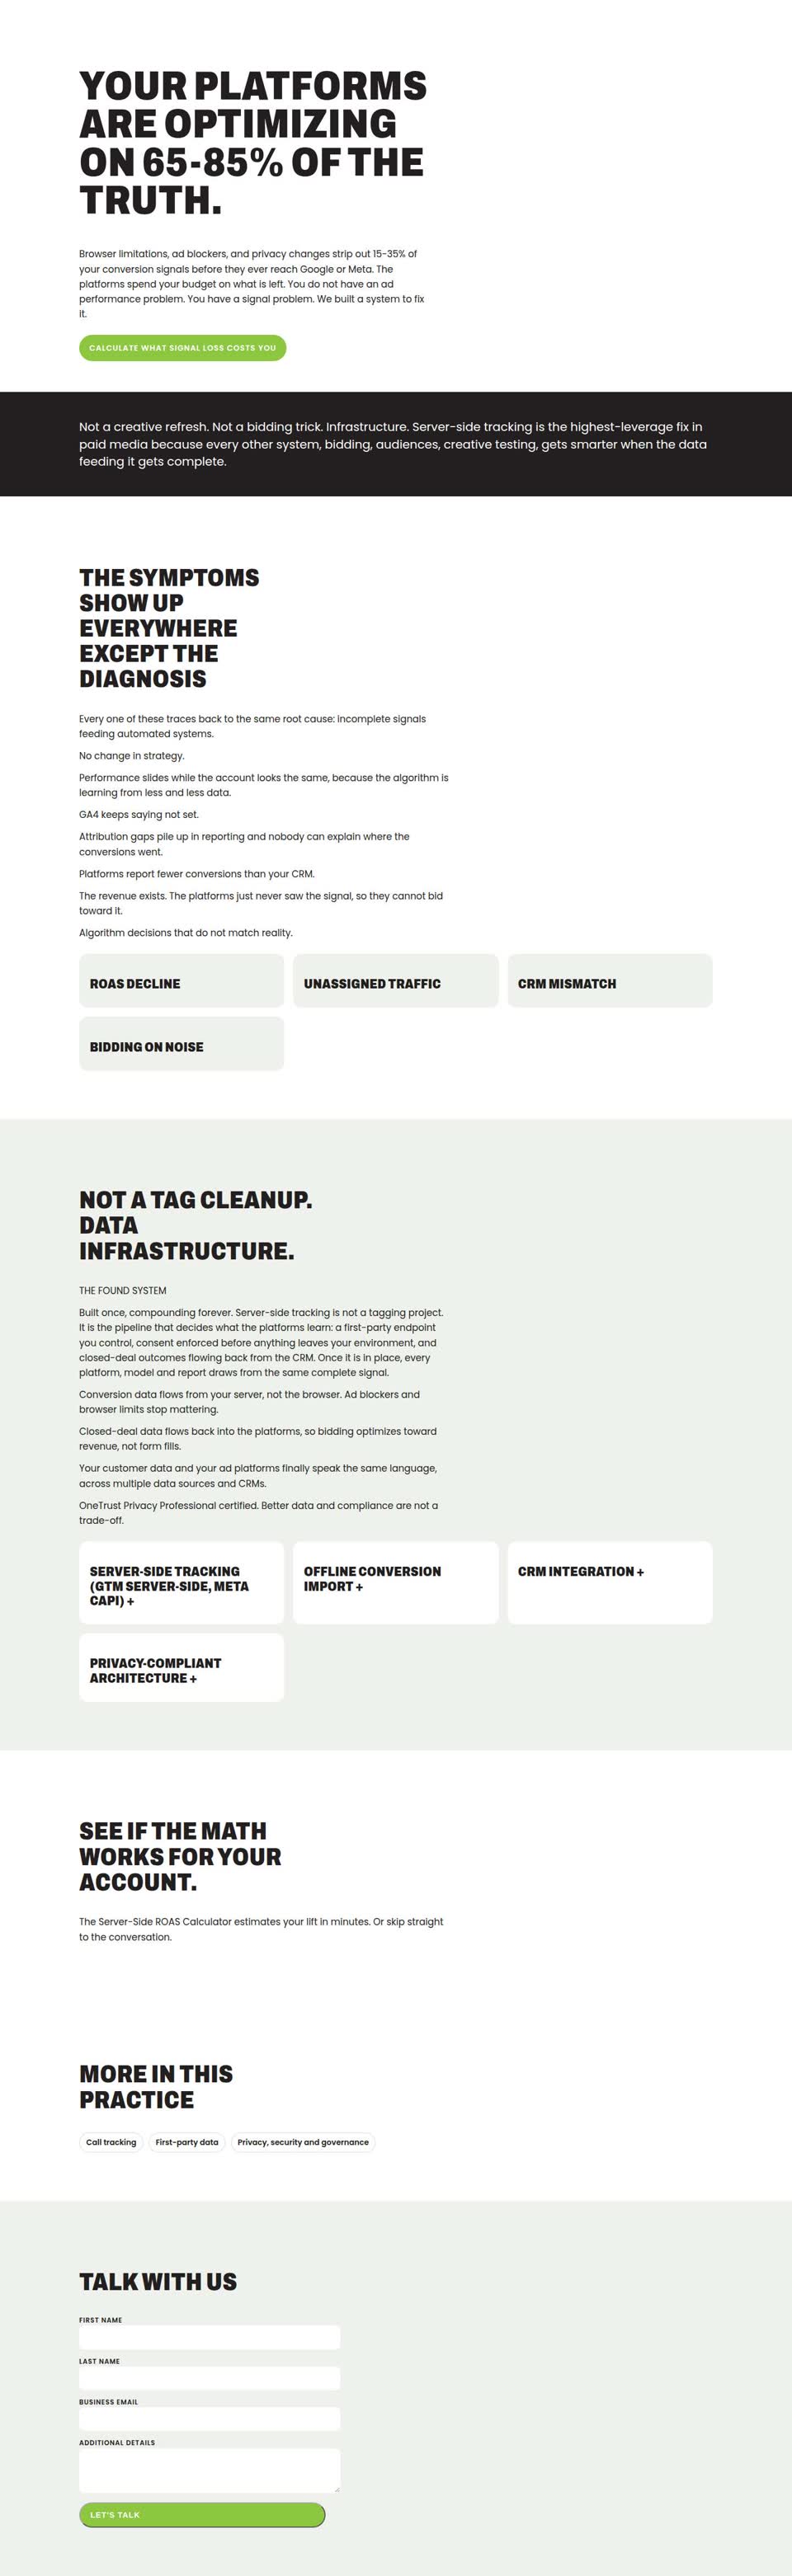 YOUR PLATFORMS
ARE OPTIMIZING
ON 65-85% OF THE
TRUTH.
Browser limitations, ad blockers, and privacy changes strip out 15-35% of
your conversion signals before they ever reach Google or Meta. The
platforms spend your budget on what is left. You do not have an ad
performance problem. You have a signal problem. We built a system to fix
it.
CALCULATE WHAT SIGNAL LOSS COSTS YOU
Not a creative refresh. Not a bidding trick. Infrastructure. Server-side tracking is the highest-leverage fix in
paid media because every other system, bidding, audiences, creative testing, gets smarter when the data
feeding it gets complete.
THE SYMPTOMS
SHOW UP
EVERYWHERE
EXCEPT THE
DIAGNOSIS
Every one of these traces back to the same root cause: incomplete signals
feeding automated systems.
No change in strategy.
Performance slides while the account looks the same, because the algorithm is
learning from less and less data.
GA4 keeps saying not set.
Attribution gaps pile up in reporting and nobody can explain where the
conversions went.
Platforms report fewer conversions than your CRM.
The revenue exists. The platforms just never saw the signal, so they cannot bid
toward it.
Algorithm decisions that do not match reality.
ROAS DECLINE
UNASSIGNED TRAFFIC
CRM MISMATCH
BIDDING ON NOISE
NOT A TAG CLEANUP.
DATA
INFRASTRUCTURE.
THE FOUND SYSTEM
Built once, compounding forever. Server-side tracking is not a tagging project.
It is the pipeline that decides what the platforms learn: a first-party endpoint
you control, consent enforced before anything leaves your environment, and
closed-deal outcomes flowing back from the CRM. Once it is in place, every
platform, model and report draws from the same complete signal.
Conversion data flows from your server, not the browser. Ad blockers and
browser limits stop mattering.
Closed-deal data flows back into the platforms, so bidding optimizes toward
revenue, not form fills.
Your customer data and your ad platforms finally speak the same language,
across multiple data sources and CRMs.
OneTrust Privacy Professional certified. Better data and compliance are not a
trade-off.
SERVER-SIDE TRACKING
(GTM SERVER-SIDE, META
CAPI) +
OFFLINE CONVERSION
IMPORT +
CRM INTEGRATION +
PRIVACY-COMPLIANT
ARCHITECTURE +
SEE IF THE MATH
WORKS FOR YOUR
ACCOUNT.
The Server-Side ROAS Calculator estimates your lift in minutes. Or skip straight
to the conversation.
MORE IN THIS
PRACTICE
Call tracking
First-party data
Privacy, security and governance
TALK WITH US
FIRST NAME
LAST NAME
BUSINESS EMAIL
ADDITIONAL DETAILS
LET'S TALK